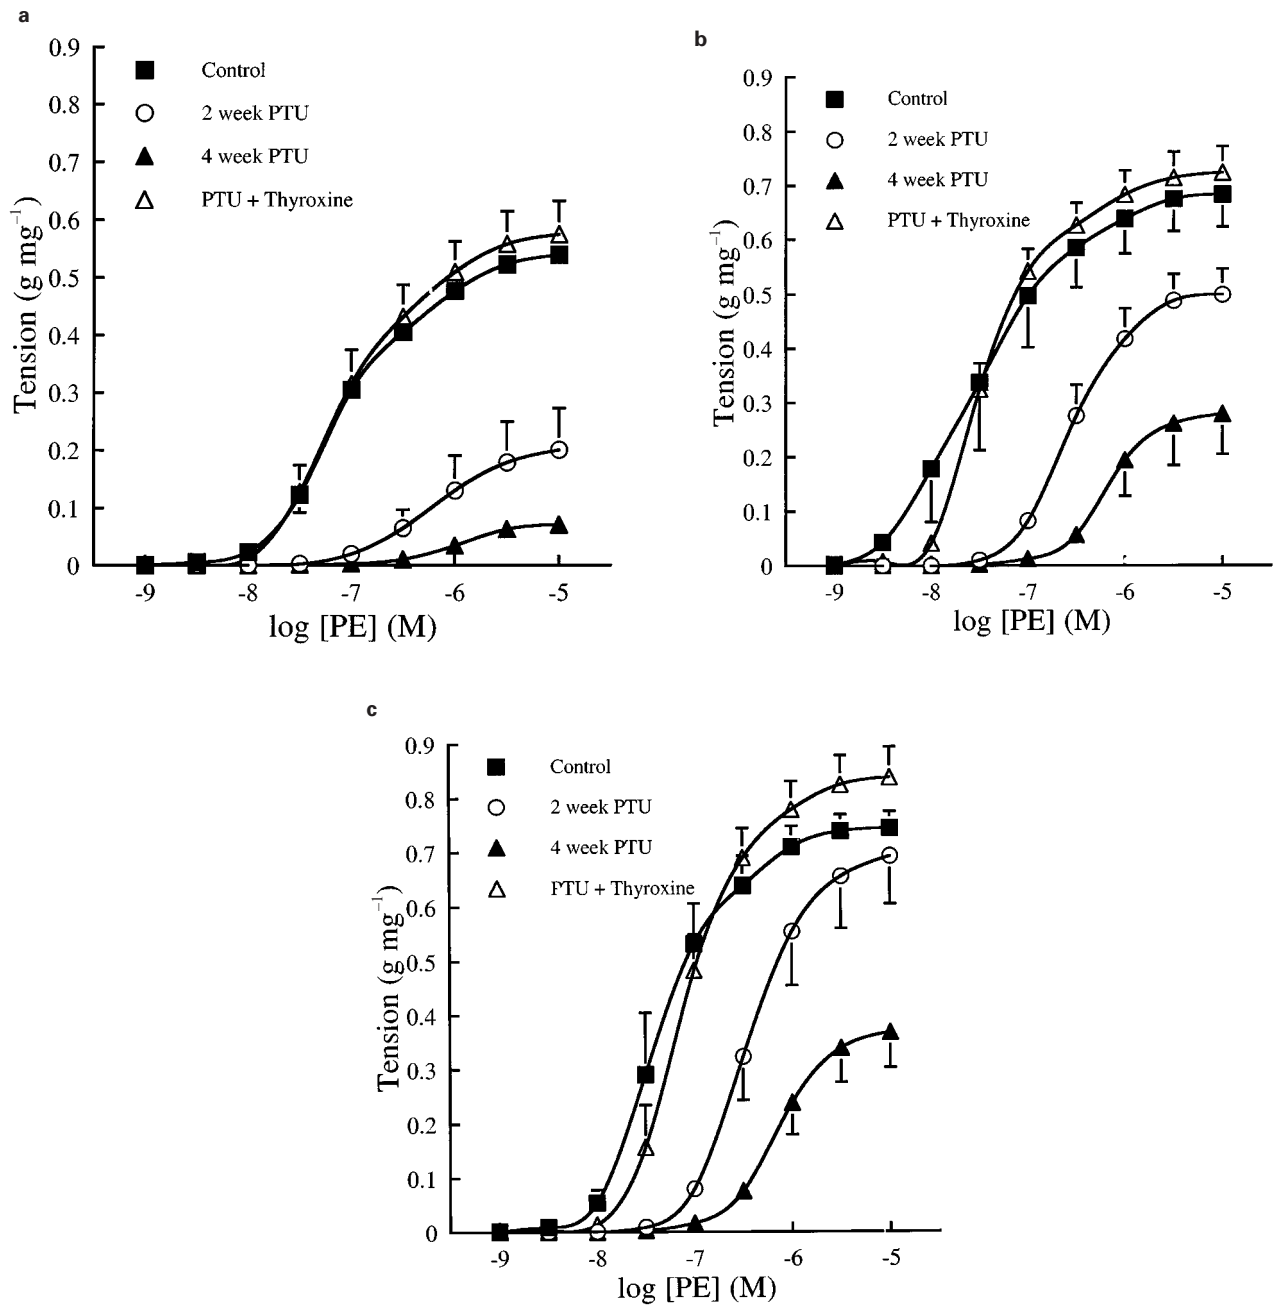 a
0.9
0.8
0.7
0.6
0.5
0.4
0.3
0.2
0.1
0
Tension (g mg⁻¹)
Control
2 week PTU
4 week PTU
PTU + Thyroxine
-9 -8 -7 -6 -5
log [PE] (M)
b
0.9
0.8
0.7
0.6
0.5
0.4
0.3
0.2
0.1
0
Tension (g mg⁻¹)
Control
2 week PTU
4 week PTU
PTU + Thyroxine
-9 -8 -7 -6 -5
log [PE] (M)
c
0.9
0.8
0.7
0.6
0.5
0.4
0.3
0.2
0.1
0
Tension (g mg⁻¹)
Control
2 week PTU
4 week PTU
PTU + Thyroxine
-9 -8 -7 -6 -5
log [PE] (M)